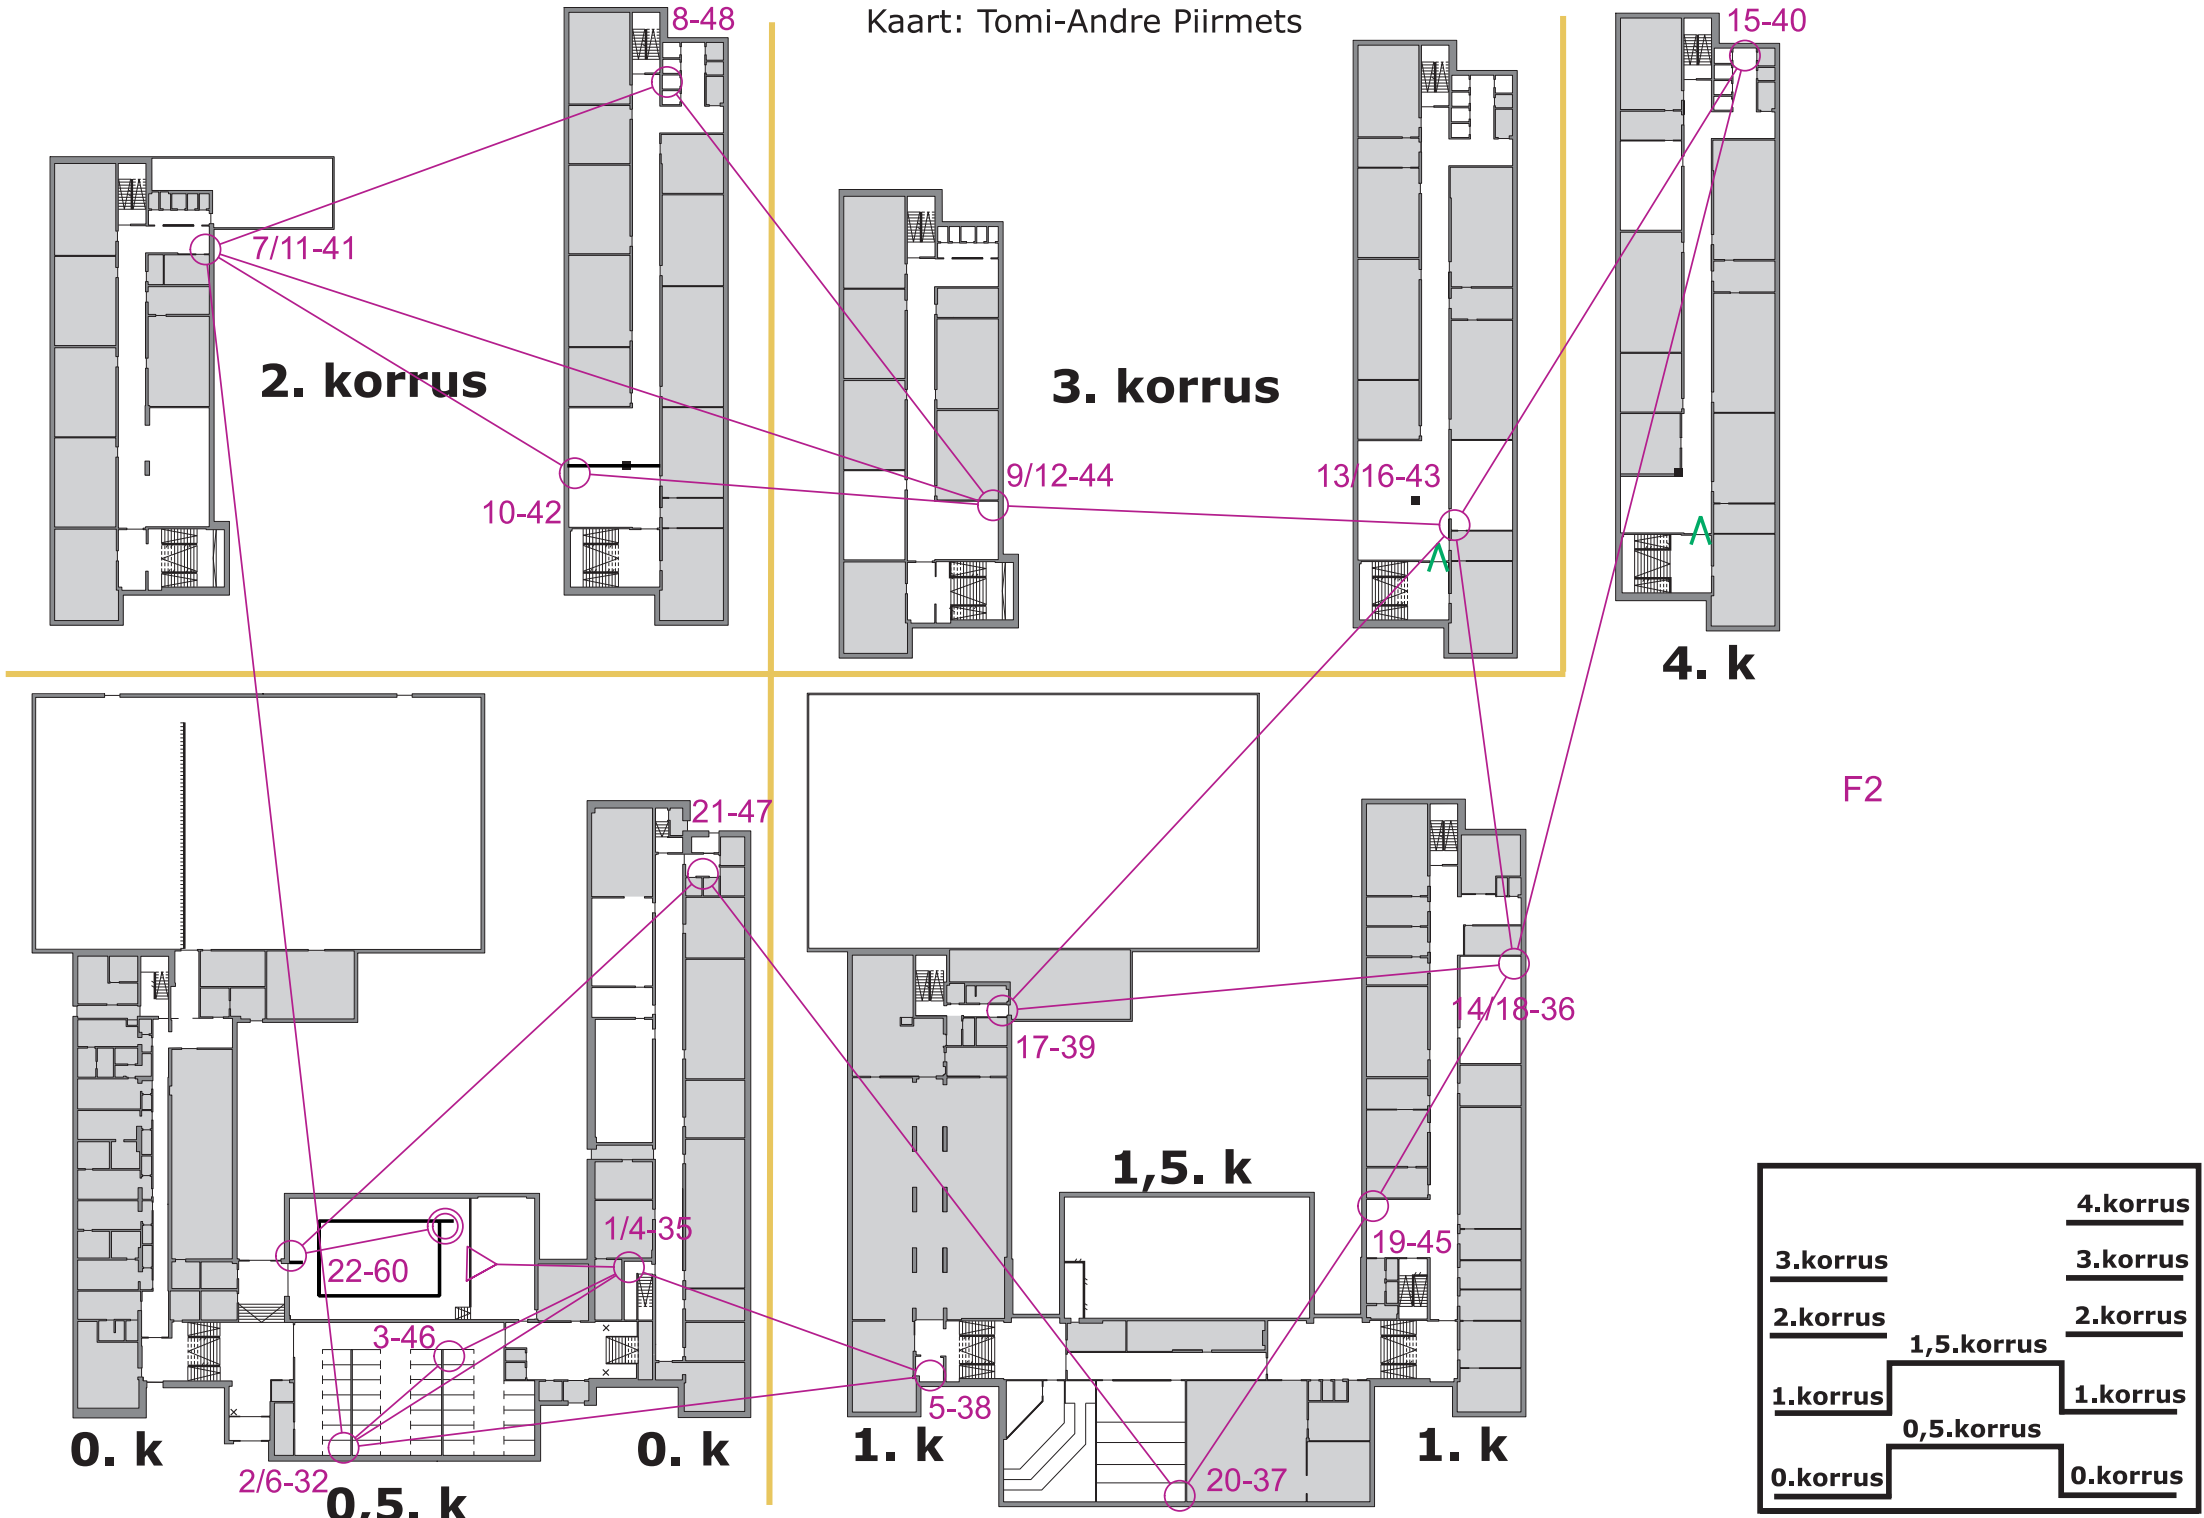 Kaart: Tomi-Andre Piirmets
8-48
15-40
7/11-41
2. korrus
3. korrus
9/12-44
13/16-43
10-42
4. k
F2
21-47
14/18-36
17-39
1,5. k
1/4-35
19-45
22-60
3-46
5-38
0. k
0. k
1. k
1. k
2/6-32
20-37
0,5. k
4.korrus
3.korrus
3.korrus
2.korrus
2.korrus
1,5.korrus
1.korrus
1.korrus
0,5.korrus
0.korrus
0.korrus